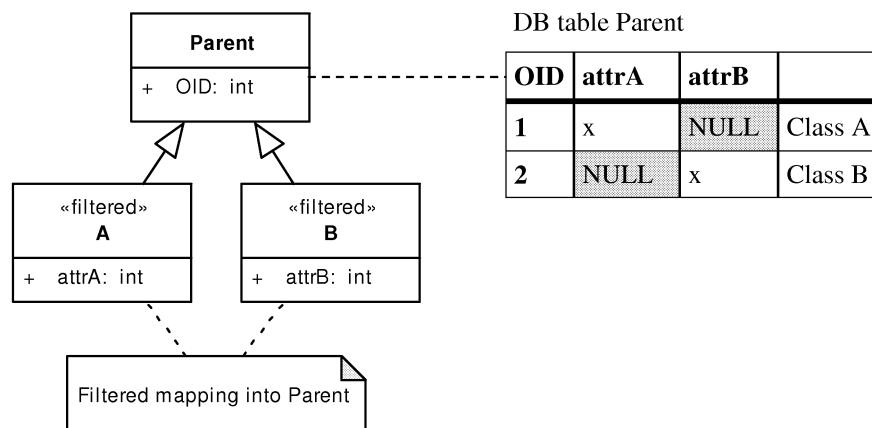 Parent
+ OID: int
«filtered»
A
+ attrA: int
«filtered»
B
+ attrB: int
Filtered mapping into Parent
DB table Parent
OID attrA attrB
1 x NULL Class A
2 NULL x Class B